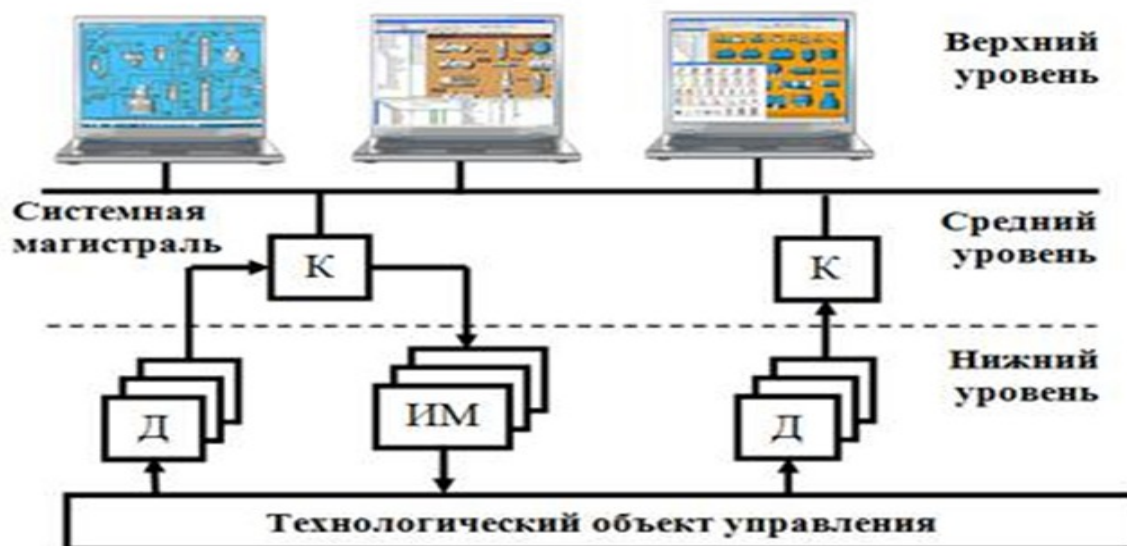 Верхний
уровень
Системная
магистраль
Средний
уровень
К
К
Нижний
уровень
Д
ИМ
Д
Технологический объект управления